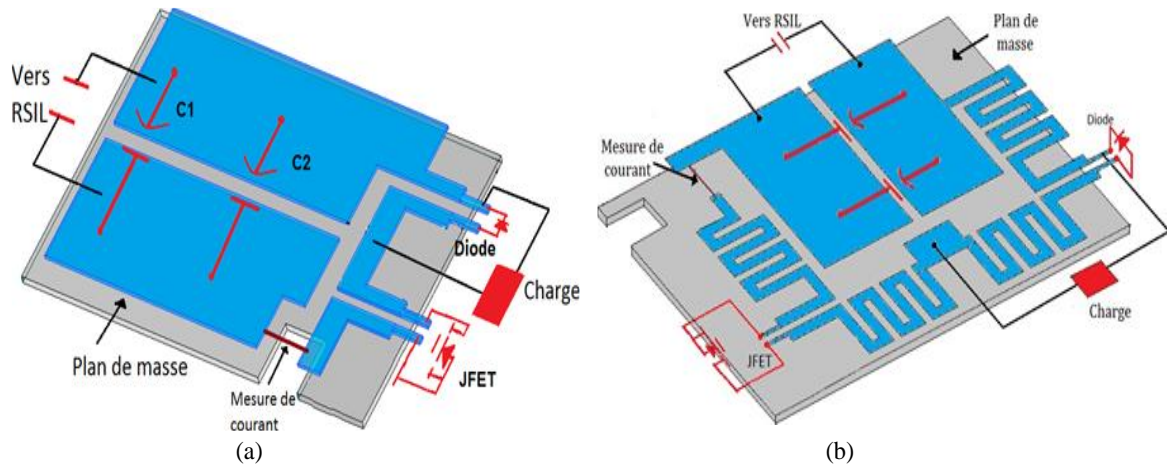 Vers
RSIL
C1
C2
Diode
Charge
Plan de masse
Mesure de
courant
JFET
(a)
Vers RSIL
Plan de
masse
Diode
Mesure de
courant
Charge
JFET
(b)